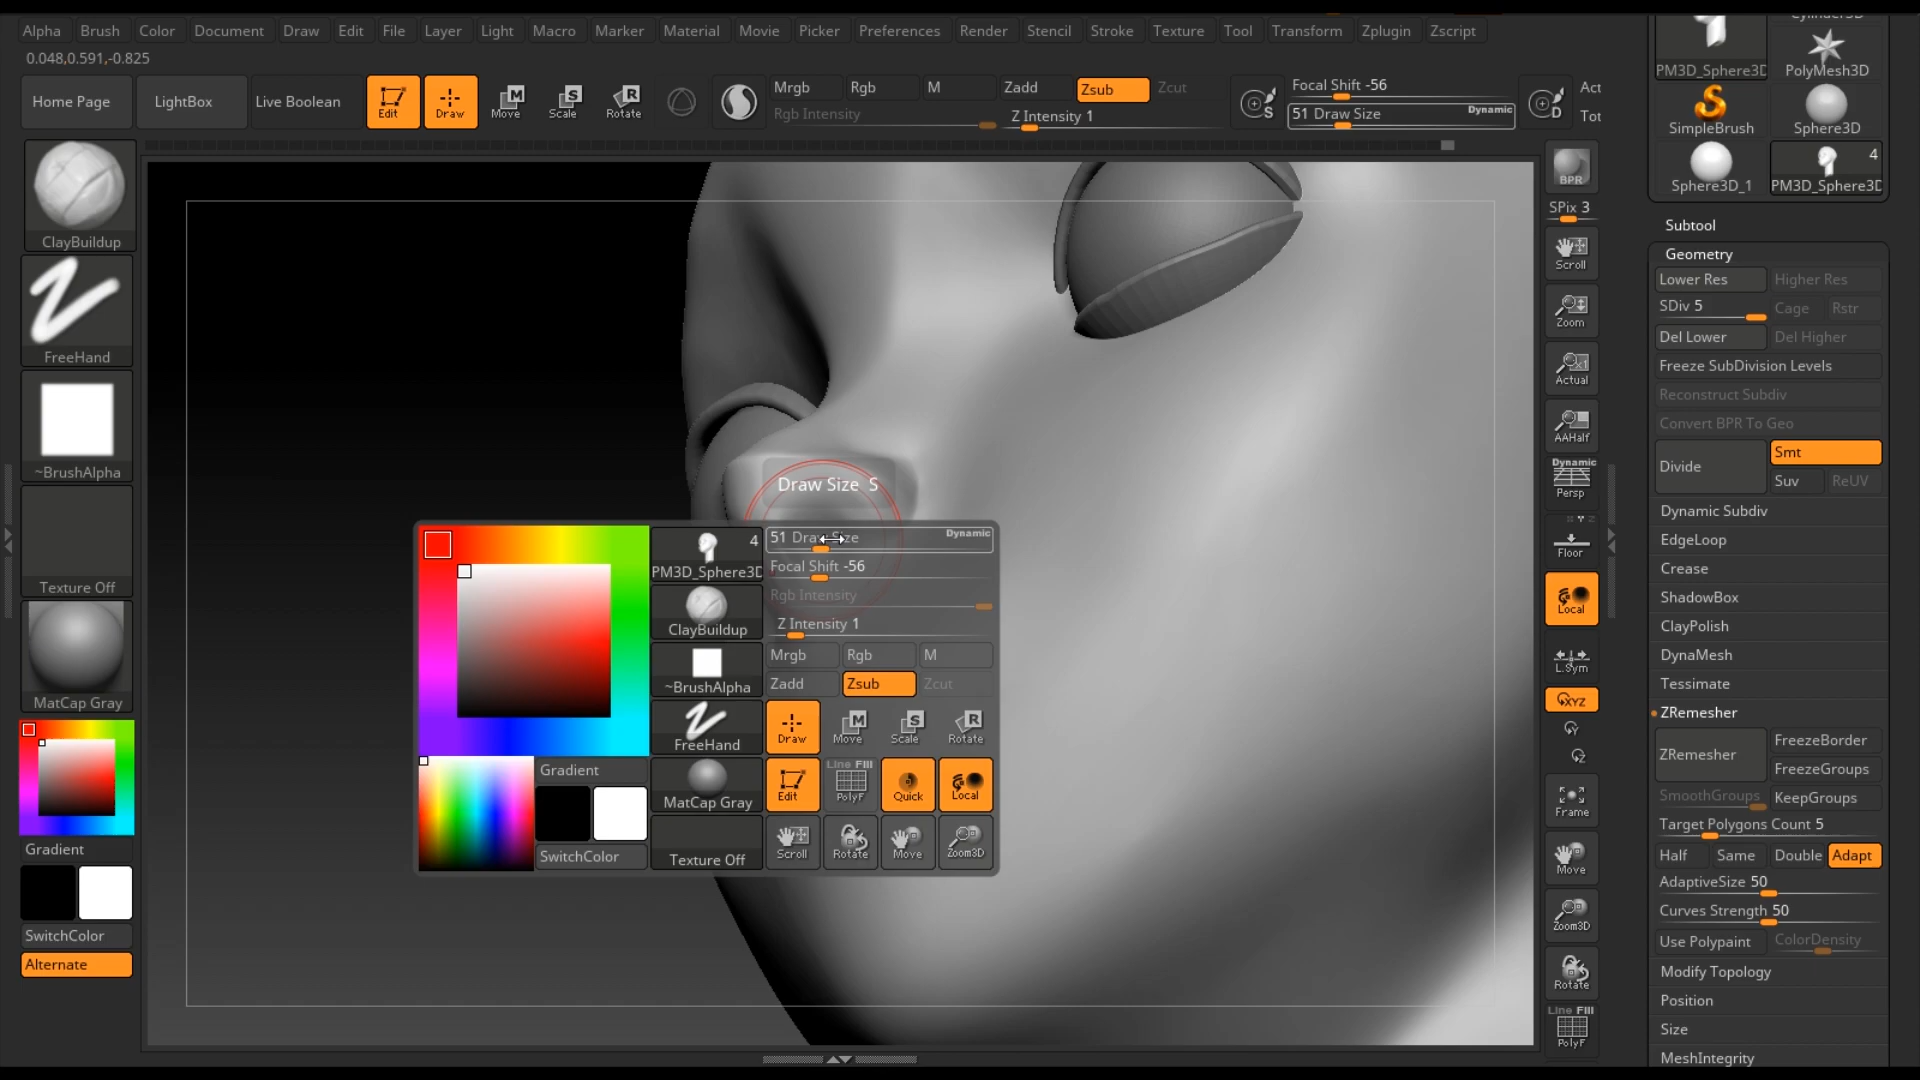 Alpha Brush Color Document Draw Edit File Layer Light Macro Marker Material Movie Picker Preferences Render Stencil Stroke Texture Tool Transform Zplugin Zscript
0.048,0.591,-0.825
Home Page LightBox Live Boolean Edit Draw Move Scale Rotate
Mrgb Rgb M Zadd Zsub Zcut
Rgb Intensity Z Intensity 1
S Focal Shift -56
51 Draw Size Dynamic D
Act
Tot
ClayBuildup
FreeHand
~BrushAlpha
Texture Off
MatCap Gray
Gradient
SwitchColor
Alternate
Draw Size S
51 Draw Size Dynamic
Focal Shift -56
Rgb Intensity
Z Intensity 1
Mrgb Rgb M
Zadd Zsub Zcut
Draw Move Scale Rotate
Edit Line Fill PolyF Quick Local
Scroll Rotate Move Zoom3D
4
PM3D_Sphere3D
ClayBuildup
~BrushAlpha
FreeHand
MatCap Gray
Texture Off
Gradient
SwitchColor
BPR
SPix 3
Scroll
Zoom
Actual
AAHalf
Dynamic
Persp
Floor
Local
L.Sym
XYZ
Frame
Move
Zoom3D
Rotate
Line Fill
PolyF
Cylinder3D
PM3D_Sphere3D PolyMesh3D
SimpleBrush Sphere3D
4
Sphere3D_1 PM3D_Sphere3D
Subtool
Geometry
Lower Res Higher Res
SDiv 5 Cage Rstr
Del Lower Del Higher
Freeze SubDivision Levels
Reconstruct Subdiv
Convert BPR To Geo
Divide Smt
Suv ReUV
Dynamic Subdiv
EdgeLoop
Crease
ShadowBox
ClayPolish
DynaMesh
Tessimate
ZRemesher
ZRemesher FreezeBorder
FreezeGroups
SmoothGroups KeepGroups
Target Polygons Count 5
Half Same Double Adapt
AdaptiveSize 50
Curves Strength 50
Use Polypaint ColorDensity
Modify Topology
Position
Size
MeshIntegrity